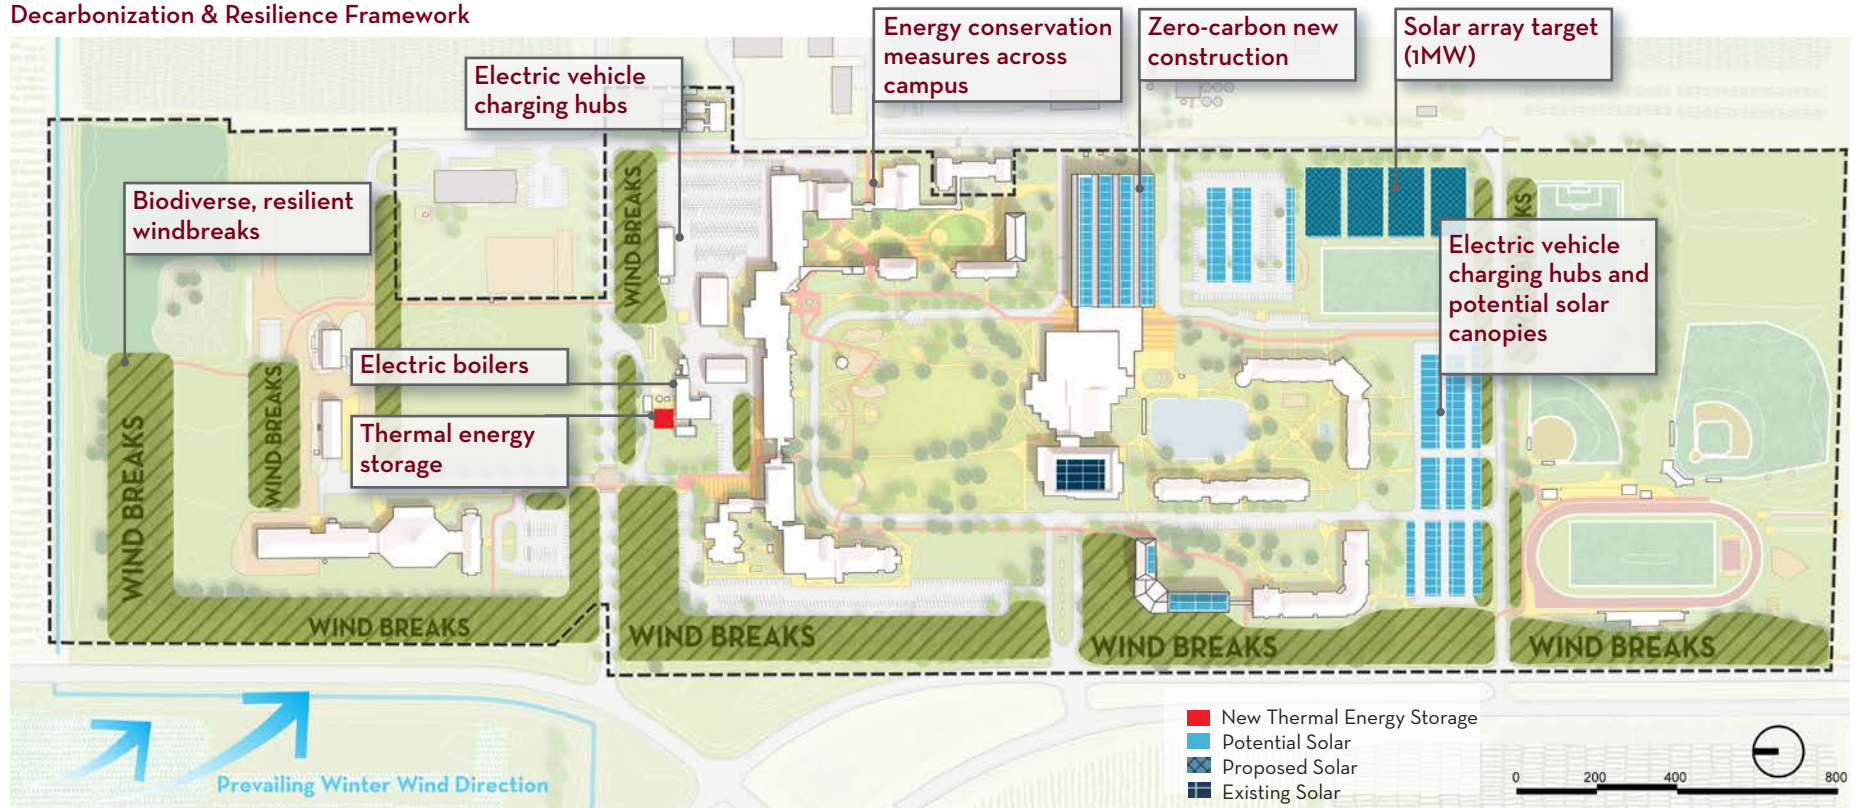 Decarbonization & Resilience Framework
Energy conservation
measures across
campus
Zero-carbon new
construction
Solar array target
(1MW)
Electric vehicle
charging hubs
Biodiverse, resilient
windbreaks
WIND BREAKS
KS
Electric vehicle
charging hubs and
potential solar
canopies
Electric boilers
Thermal energy
storage
WIND BREAKS
WIND BREAKS
WIND BREAKS
WIND BREAKS
WIND BREAKS
WIND BREAKS
Prevailing Winter Wind Direction
New Thermal Energy Storage
Potential Solar
Proposed Solar
Existing Solar
0 200 400 800